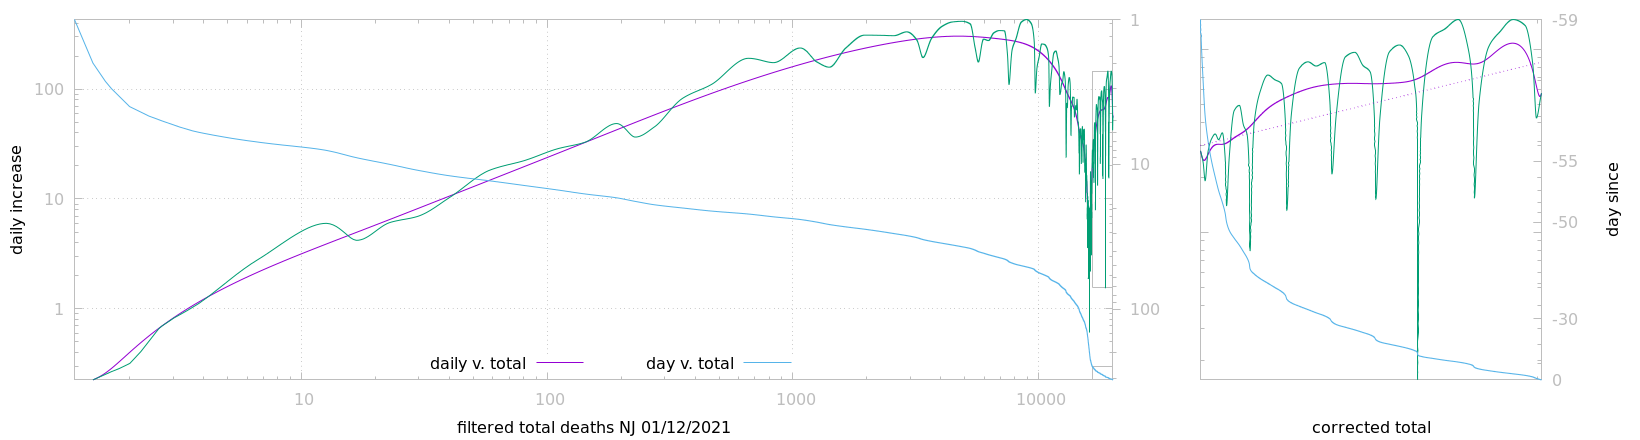 1
-59
100
daily increase
10
-55
day since
10
-50
1
100
-30
daily v. total
day v. total
0
10
100
1000
10000
filtered total deaths NJ 01/12/2021
corrected total